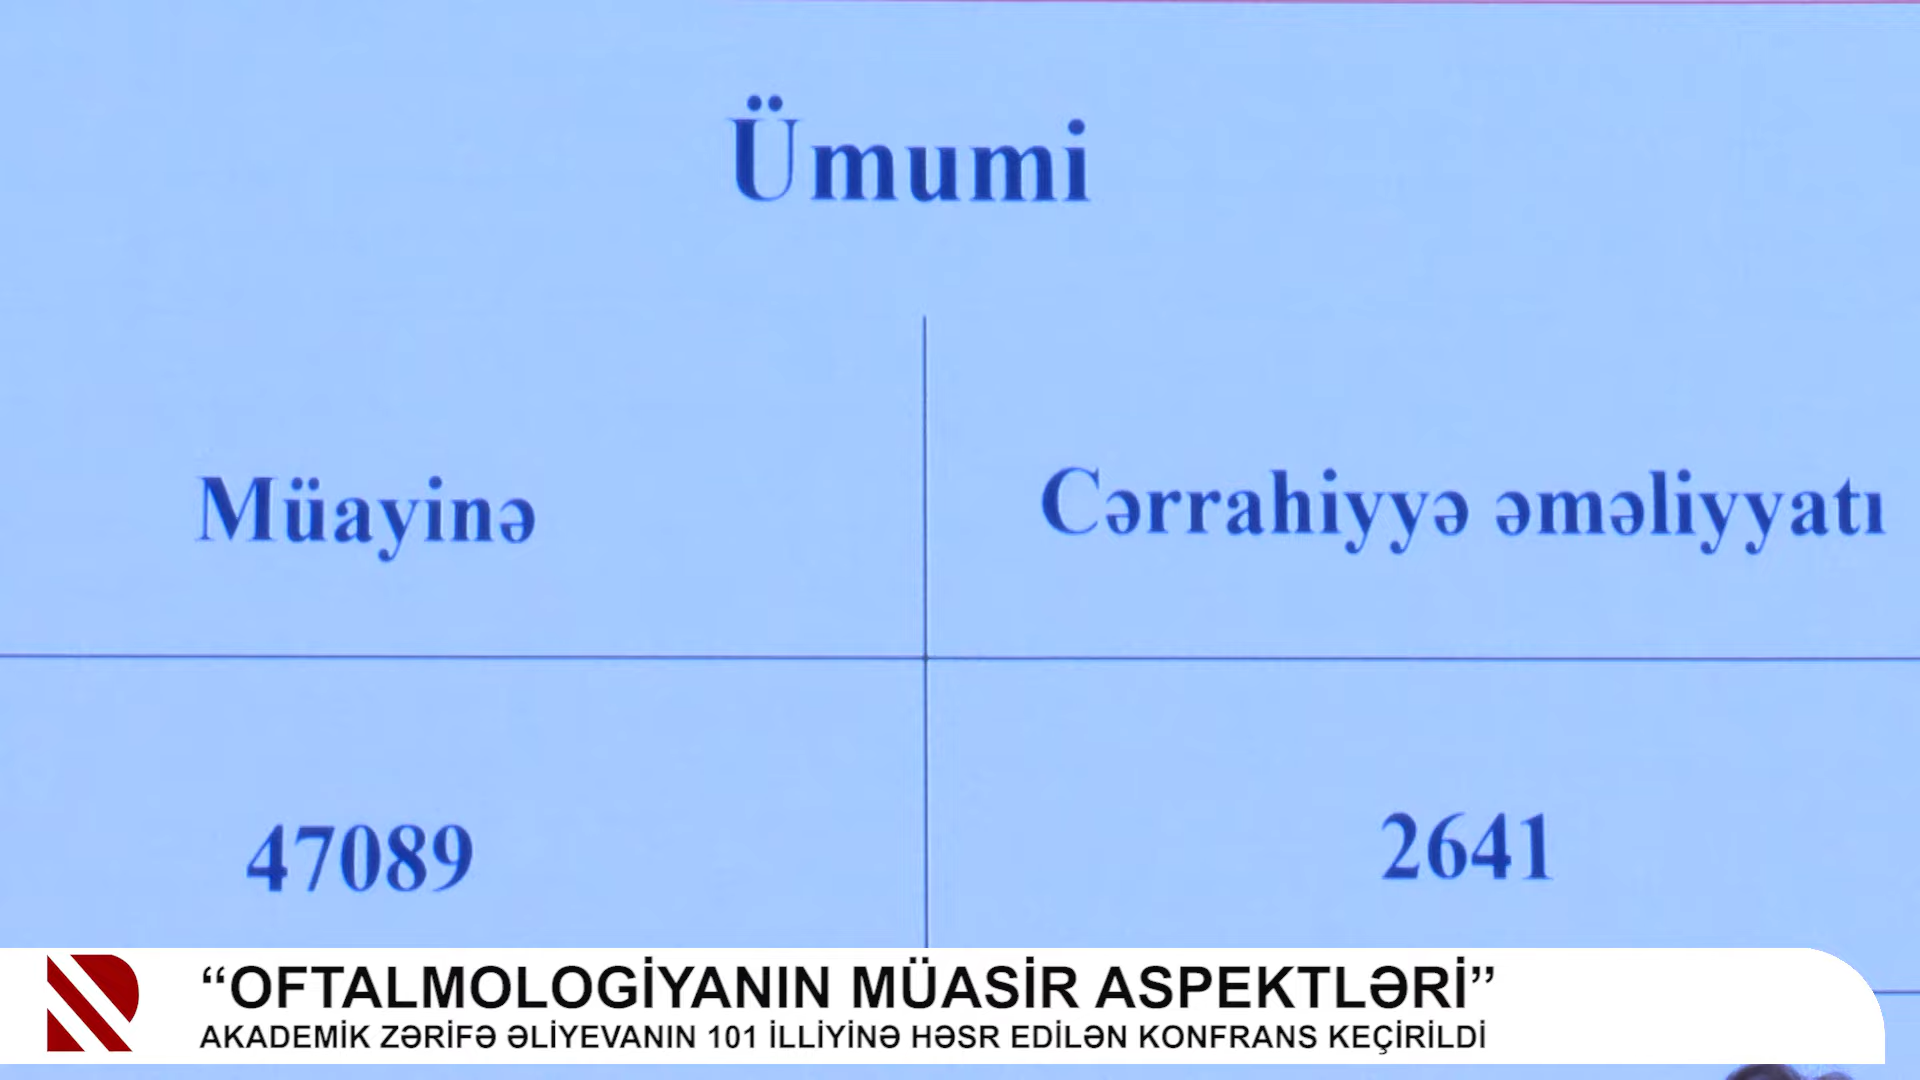 Ümumi
Müayinə
Cərrahiyyə əməliyyatı
47089
2641
“OFTALMOLOGİYANIN MÜASİR ASPEKTLƏRİ”
AKADEMİK ZƏRİFƏ ƏLİYEVANIN 101 İLLİYİNƏ HƏSR EDİLƏN KONFRANS KEÇİRİLDİ